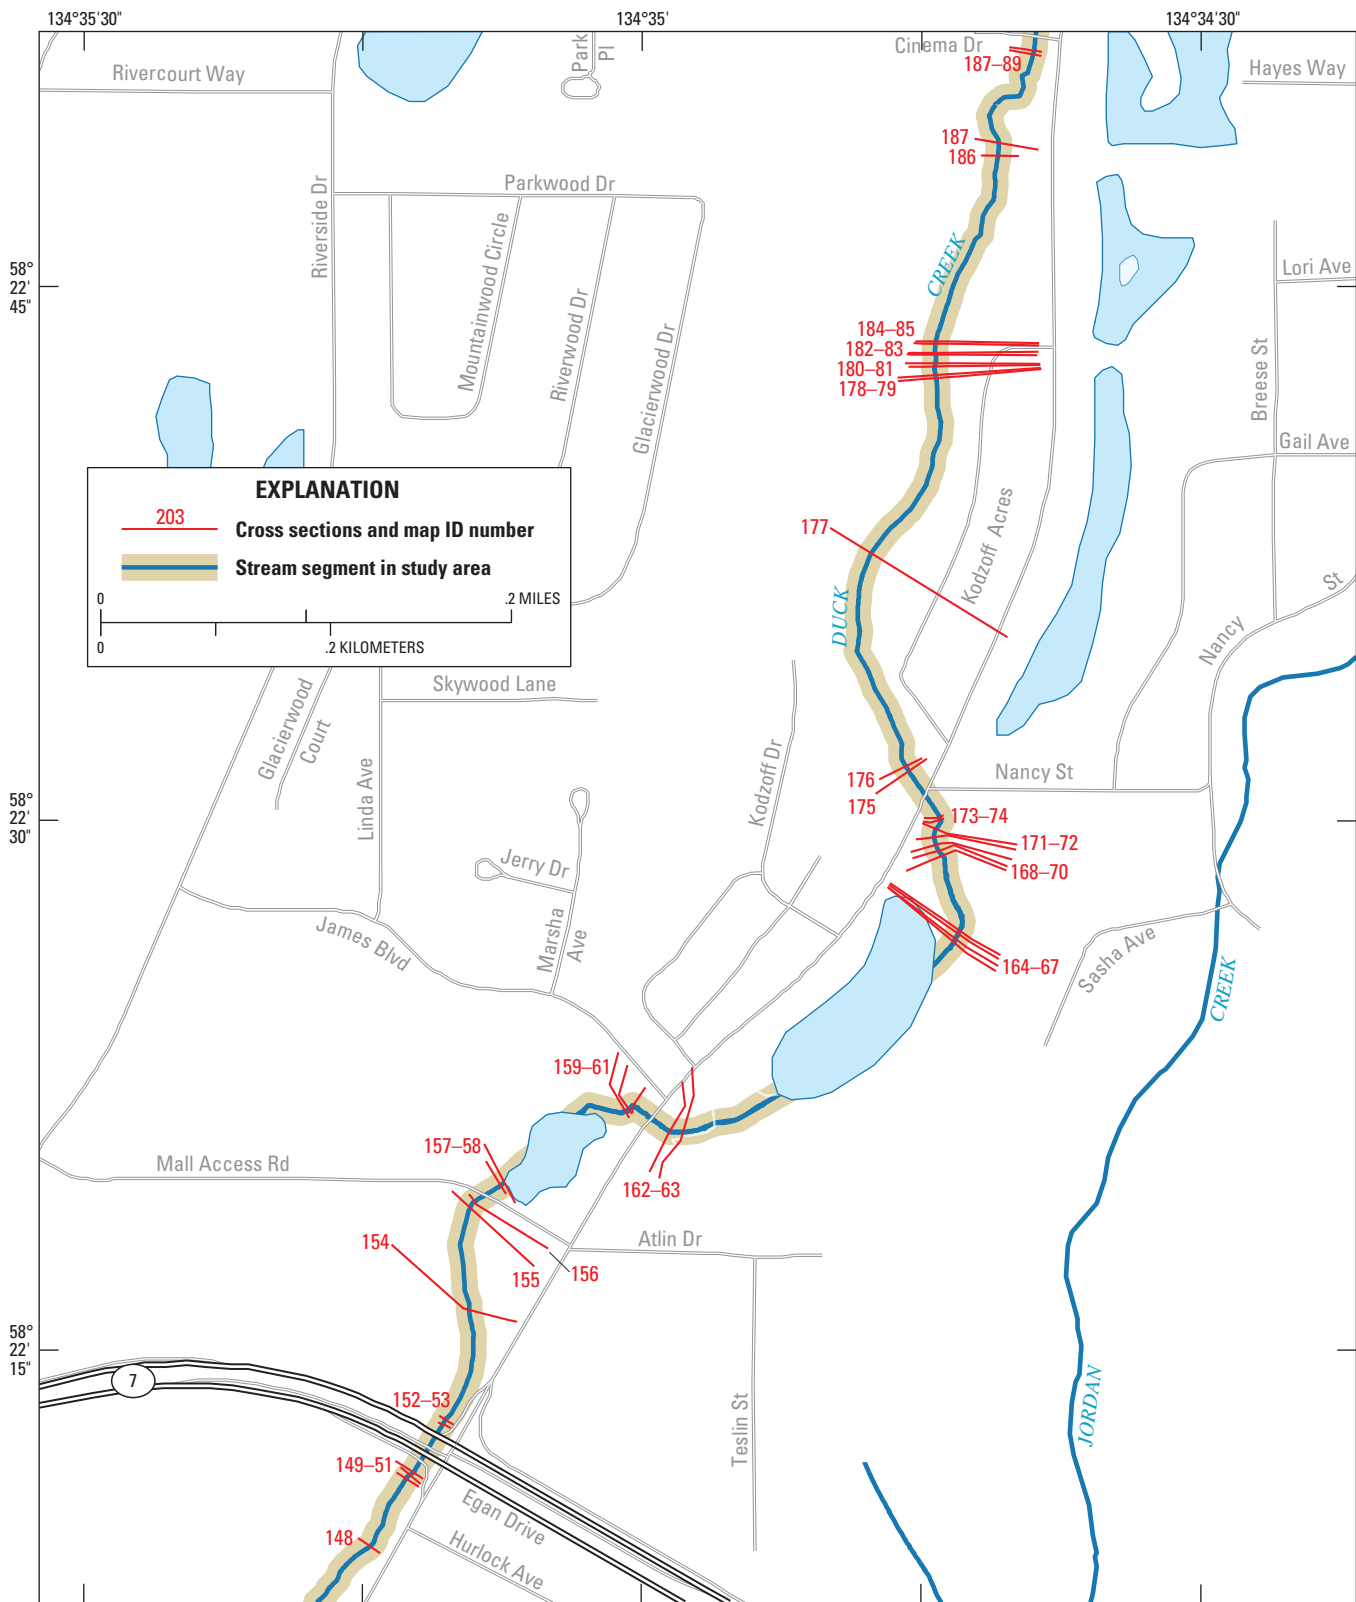 134°35'30"
134°35'
134°34'30"
Cinema Dr
187–89
Park
Pl
Rivercourt Way
Hayes Way
187
186
Parkwood Dr
Riverside Dr
Mountainwood Circle
Riverwood Dr
Glacierwood Dr
CREEK
58°
22'
45"
Lori Ave
184–85
182–83
180–81
178–79
Breese St
Gail Ave
EXPLANATION
203
Cross sections and map ID number
Stream segment in study area
0
.2 MILES
0
.2 KILOMETERS
177
Kodzoff Acres
DUCK
Nancy
St
Skywood Lane
Glacierwood
Court
Linda Ave
Kodzoff Dr
176
175
Nancy St
58°
22'
30"
173–74
171–72
168–70
Jerry Dr
Marsha
Ave
James Blvd
164–67
Sasha Ave
CREEK
159–61
157–58
Mall Access Rd
162–63
154
155
156
Atlin Dr
58°
22'
15"
7
152–53
149–51
Teslin St
JORDAN
Egan Drive
148
Hurlock Ave